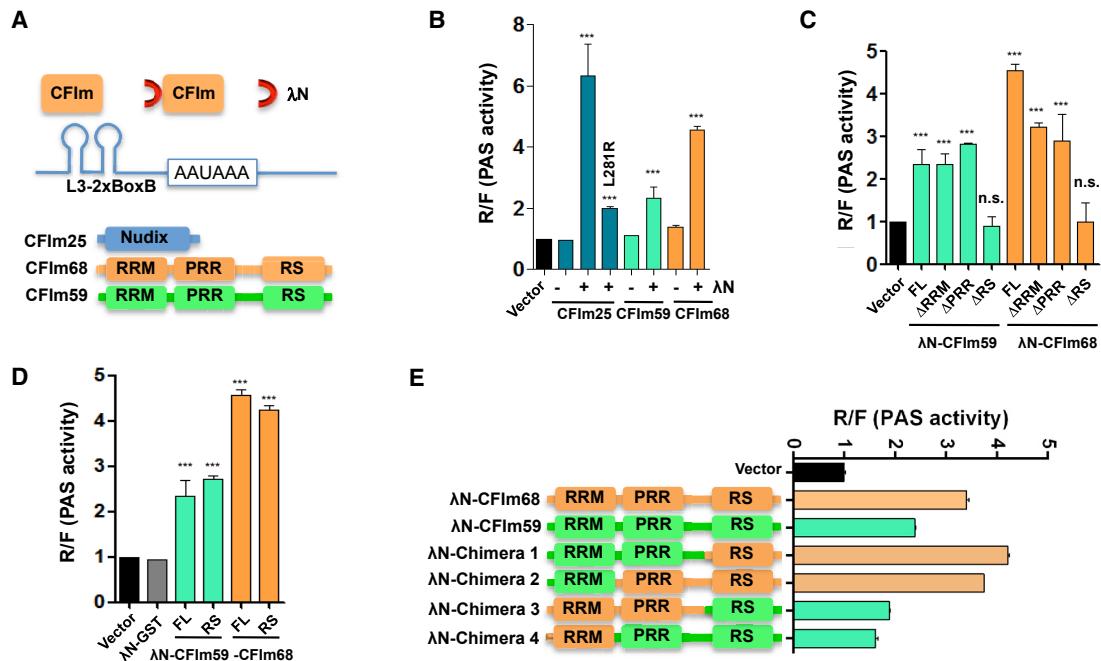 A
CFIm
CFIm
λN
L3-2xBoxB
AAUAAA
CFIm25
Nudix
CFIm68
RRM
PRR
RS
CFIm59
RRM
PRR
RS
B
R/F (PAS activity)
8
6
4
2
0
***
L281R
***
***
***
Vector
-
+
+
-
+
-
+
λN
CFIm25
CFIm59
CFIm68
C
R/F (PAS activity)
5
4
3
2
1
0
***
***
***
n.s.
***
***
***
n.s.
Vector
FL
ΔRRM
ΔPRR
ΔRS
FL
ΔRRM
ΔPRR
ΔRS
λN-CFIm59
λN-CFIm68
D
R/F (PAS activity)
5
4
3
2
1
0
***
***
***
***
Vector
λN-GST
FL
RS
FL
RS
λN-CFIm59
-CFIm68
E
R/F (PAS activity)
0
1
2
3
4
5
Vector
λN-CFIm68
RRM
PRR
RS
λN-CFIm59
RRM
PRR
RS
λN-Chimera 1
RRM
PRR
RS
λN-Chimera 2
RRM
PRR
RS
λN-Chimera 3
RRM
PRR
RS
λN-Chimera 4
RRM
PRR
RS